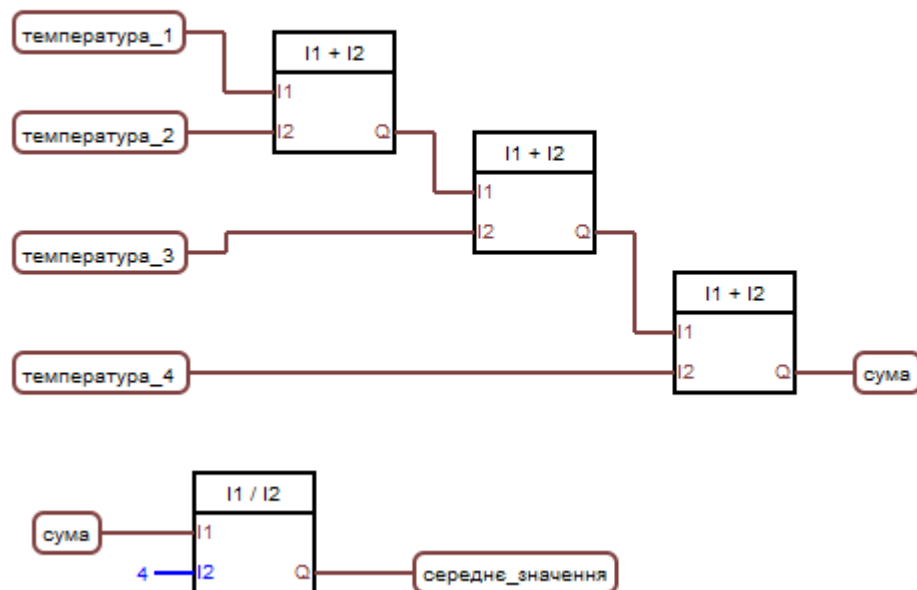 температура_1
I1 + I2
I1
температура_2
I2
Q
I1 + I2
I1
температура_3
I2
Q
I1 + I2
I1
температура_4
I2
Q
сума
I1 / I2
сума
I1
4
I2
Q
середнє_значення